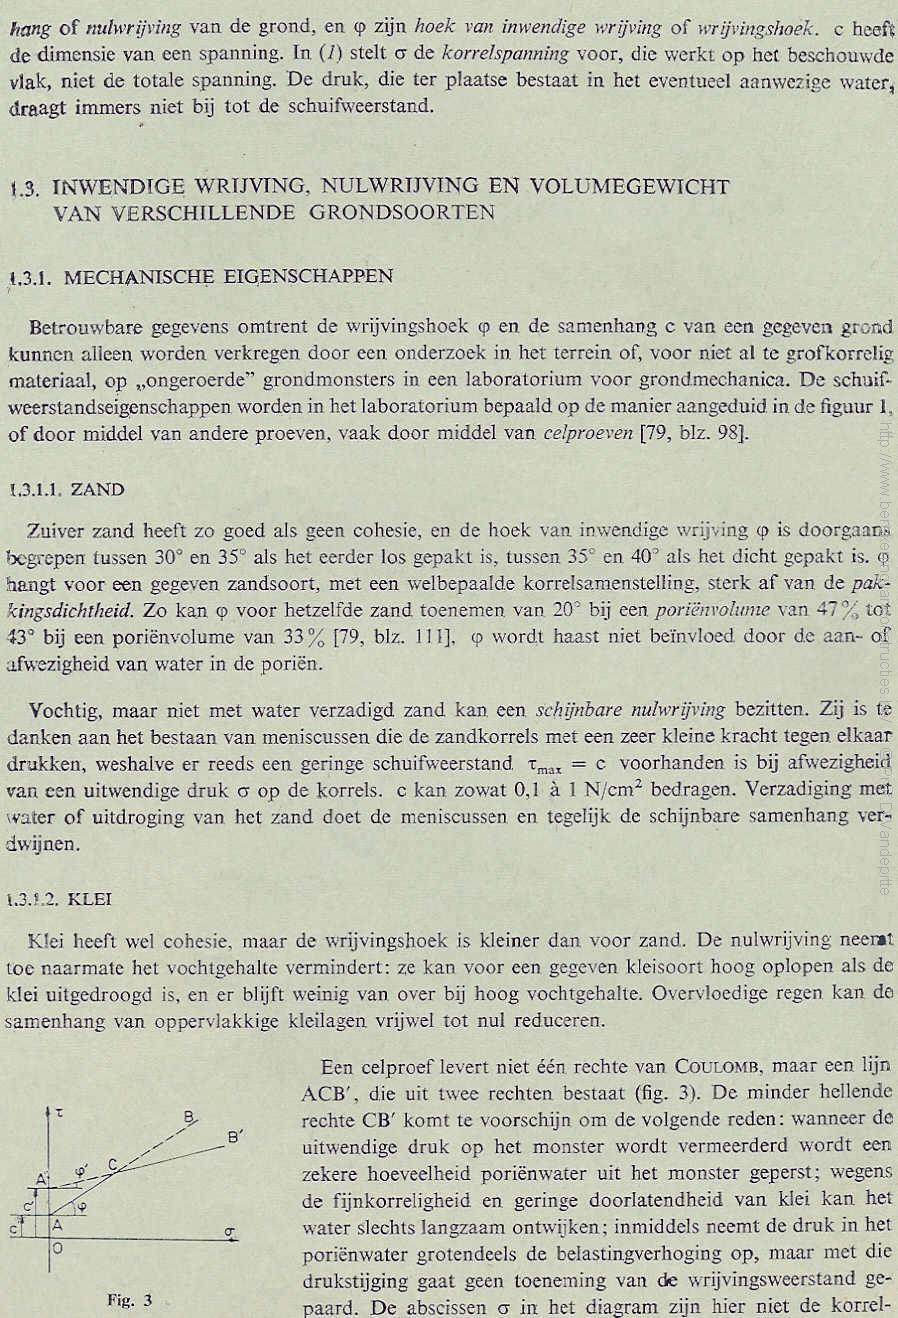 hang of nulwrijving van de grond, en φ zijn hoek van inwendige wrijving of wrijvingshoek. c heeft
de dimensie van een spanning. In (1) stelt σ de korrelspanning voor, die werkt op het beschouwde
vlak, niet de totale spanning. De druk, die ter plaatse bestaat in het eventueel aanwezige water,
draagt immers niet bij tot de schuifweerstand.
1.3. INWENDIGE WRIJVING, NULWRIJVING EN VOLUMEGEWICHT
VAN VERSCHILLENDE GRONDSOORTEN
1.3.1. MECHANISCHE EIGENSCHAPPEN
Betrouwbare gegevens omtrent de wrijvingshoek φ en de samenhang c van een gegeven grond
kunnen alleen worden verkregen door een onderzoek in het terrein of, voor niet al te grofkorrelig
materiaal, op „ongeroerde” grondmonsters in een laboratorium voor grondmechanica. De schuif-
weerstandseigenschappen worden in het laboratorium bepaald op de manier aangeduid in de figuur 1,
of door middel van andere proeven, vaak door middel van celproeven [79, blz. 98].
1.3.1.1. ZAND
Zuiver zand heeft zo goed als geen cohesie, en de hoek van inwendige wrijving φ is doorgaans
begrepen tussen 30° en 35° als het eerder los gepakt is, tussen 35° en 40° als het dicht gepakt is. φ
hangt voor een gegeven zandsoort, met een welbepaalde korrelsamenstelling, sterk af van de pak-
kingsdichtheid. Zo kan φ voor hetzelfde zand toenemen van 20° bij een poriënvolume van 47% tot
43° bij een poriënvolume van 33% [79, blz. 111], φ wordt haast niet beïnvloed door de aan- of
afwezigheid van water in de poriën.
Vochtig, maar niet met water verzadigd zand kan een schijnbare nulwrijving bezitten. Zij is te
danken aan het bestaan van meniscussen die de zandkorrels met een zeer kleine kracht tegen elkaar
drukken, weshalve er reeds een geringe schuifweerstand τmax = c voorhanden is bij afwezigheid
van een uitwendige druk σ op de korrels. c kan zowat 0,1 à 1 N/cm² bedragen. Verzadiging met
water of uitdroging van het zand doet de meniscussen en tegelijk de schijnbare samenhang ver-
dwijnen.
1.3.1.2. KLEI
Klei heeft wel cohesie, maar de wrijvingshoek is kleiner dan voor zand. De nulwrijving neemt
toe naarmate het vochtgehalte vermindert: ze kan voor een gegeven kleisoort hoog oplopen als de
klei uitgedroogd is, en er blijft weinig van over bij hoog vochtgehalte. Overvloedige regen kan de
samenhang van oppervlakkige kleilagen vrijwel tot nul reduceren.
Een celproef levert niet één rechte van COULOMB, maar een lijn
ACB′, die uit twee rechten bestaat (fig. 3). De minder hellende
rechte CB′ komt te voorschijn om de volgende reden: wanneer de
uitwendige druk op het monster wordt vermeerderd wordt een
zekere hoeveelheid poriënwater uit het monster geperst; wegens
de fijnkorreligheid en geringe doorlatendheid van klei kan het
water slechts langzaam ontwijken; inmiddels neemt de druk in het
poriënwater grotendeels de belastingverhoging op, maar met die
drukstijging gaat geen toeneming van de wrijvingsweerstand ge-
paard. De abscissen σ in het diagram zijn hier niet de korrel-
τ
B
B′
C
A′
φ′
c′
φ
c
A
σ
O
Fig. 3